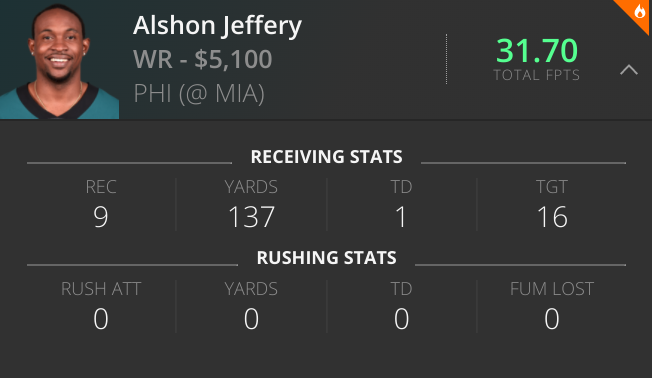 Alshon Jeffery
WR - $5,100
PHI (@ MIA)
31.70
TOTAL FPTS
RECEIVING STATS
REC YARDS TD TGT
9 137 1 16
RUSHING STATS
RUSH ATT YARDS TD FUM LOST
0 0 0 0